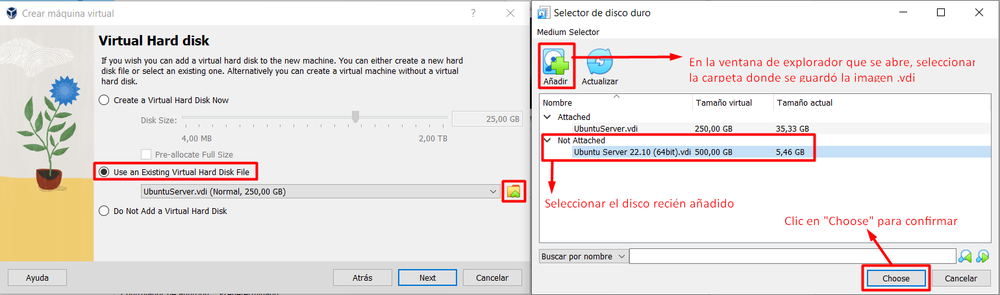 Crear máquina virtual
Virtual Hard disk
If you wish you can add a virtual hard disk to the new machine. You can either create a new hard
disk file or select an existing one. Alternatively you can create a virtual machine without a virtual
hard disk.
Create a Virtual Hard Disk Now
Disk Size:
25,00 GB
4,00 MB
2,00 TB
Pre-allocate Full Size
Use an Existing Virtual Hard Disk File
UbuntuServer.vdi (Normal, 250,00 GB)
Do Not Add a Virtual Hard Disk
Ayuda
Atrás
Next
Cancelar
Selector de disco duro
Medium Selector
Añadir
Actualizar
En la ventana de explorador que se abre, seleccionar
la carpeta donde se guardó la imagen .vdi
Nombre
Tamaño virtual
Tamaño actual
Attached
UbuntuServer.vdi
250,00 GB
35,33 GB
Not Attached
Ubuntu Server 22.10 (64bit).vdi
500,00 GB
5,46 GB
Seleccionar el disco recién añadido
Clic en "Choose" para confirmar
Buscar por nombre
Choose
Cancelar